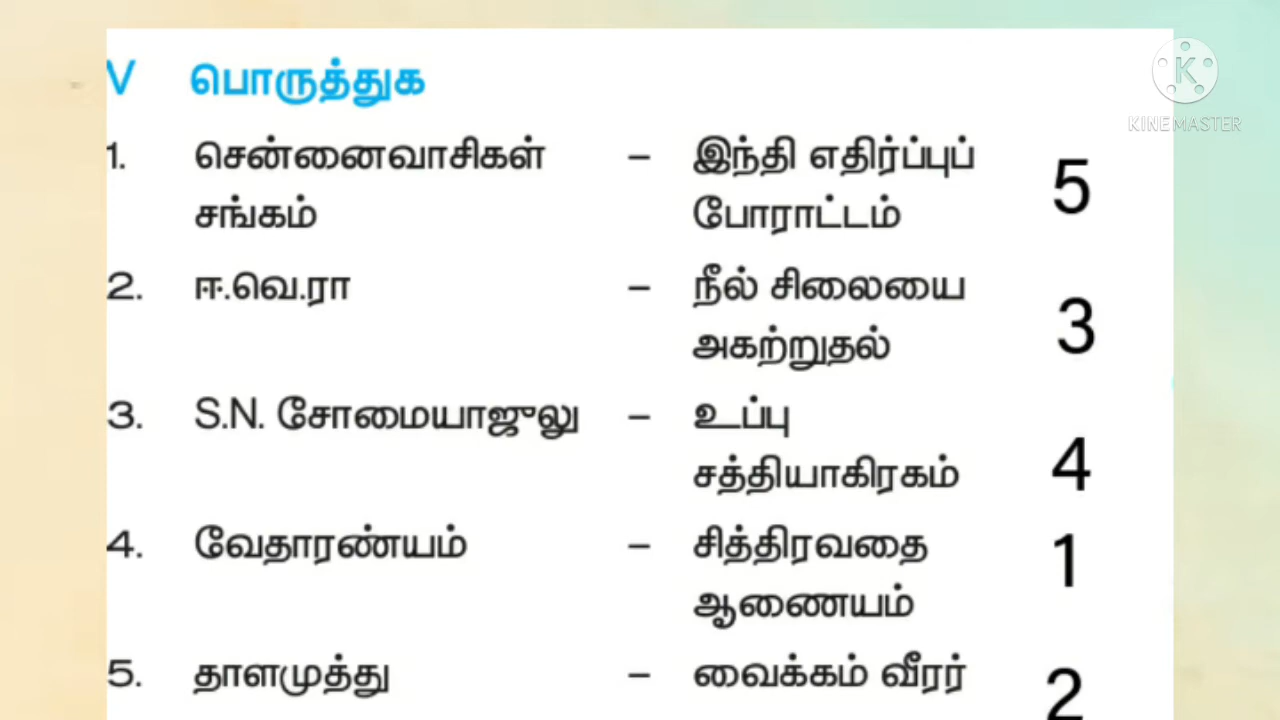 V பொருத்துக
KINEMASTER
1. சென்னைவாசிகள் – இந்தி எதிர்ப்புப்
சங்கம் போராட்டம் 5
2. ஈ.வெ.ரா – நீல் சிலையை
அகற்றுதல் 3
3. S.N. சோமையாஜுலு – உப்பு
சத்தியாகிரகம் 4
4. வேதாரண்யம் – சித்திரவதை 1
ஆணையம்
5. தாளமுத்து – வைக்கம் வீரர் 2